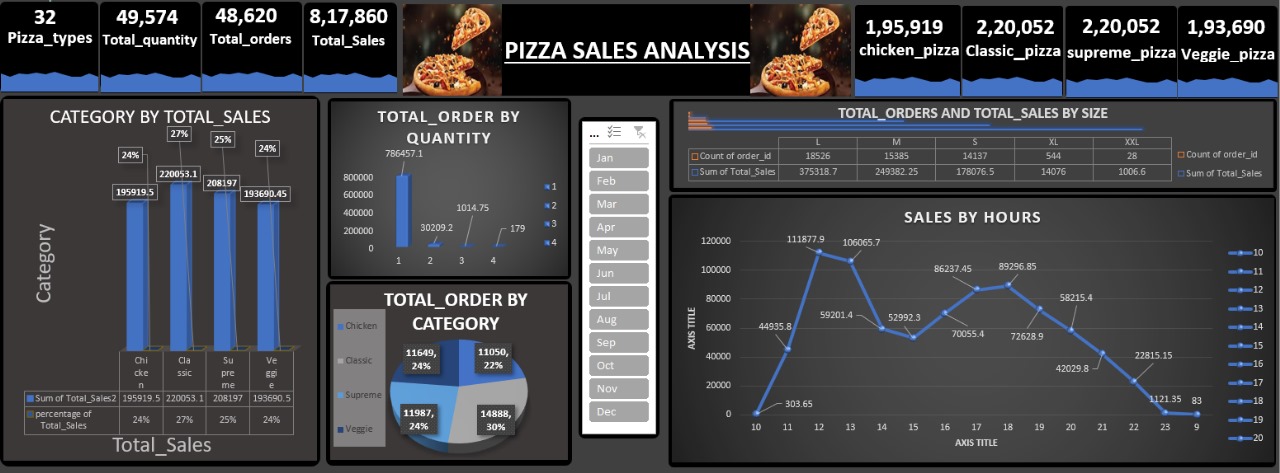 32
Pizza_types
49,574
Total_quantity
48,620
Total_orders
8,17,860
Total_Sales
PIZZA SALES ANALYSIS
1,95,919
chicken_pizza
2,20,052
Classic_pizza
2,20,052
supreme_pizza
1,93,690
Veggie_pizza
CATEGORY BY TOTAL_SALES
24%
27%
25%
24%
195919.5
220053.1
208197
193690.45
Category
Chi
cke
n
Cla
ssic
Su
pre
me
Ve
ggi
e
Sum of Total_Sales2 195919.5 220053.1 208197 193690.5
percentage of
Total_Sales
24% 27% 25% 24%
Total_Sales
TOTAL_ORDER BY
QUANTITY
786457.1
30209.2
1014.75
179
800000
600000
400000
200000
0
1 2 3 4
1
2
3
4
TOTAL_ORDER BY
CATEGORY
Chicken
Classic
Supreme
Veggie
11649,
24%
11050,
22%
11987,
24%
14888,
30%
...
Jan
Feb
Mar
Apr
May
Jun
Jul
Aug
Sep
Oct
Nov
Dec
TOTAL_ORDERS AND TOTAL_SALES BY SIZE
L M S XL XXL
Count of order_id 18526 15385 14137 544 28
Sum of Total_Sales 375318.7 249382.25 178076.5 14076 1006.6
Count of order_id
Sum of Total_Sales
SALES BY HOURS
AXIS TITLE
120000
100000
80000
60000
40000
20000
0
303.65
44935.8
111877.9
106065.7
59201.4
52992.3
70055.4
86237.45
89296.85
72628.9
58215.4
42029.8
22815.15
1121.35
83
10 11 12 13 14 15 16 17 18 19 20 21 22 23 9
AXIS TITLE
10
11
12
13
14
15
16
17
18
19
20